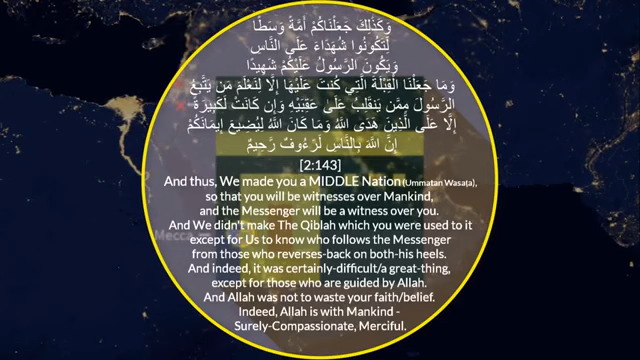 وَكَذَٰلِكَ جَعَلْنَاكُمْ أُمَّةً وَسَطًا
لِّتَكُونُوا شُهَدَاءَ عَلَى النَّاسِ
وَيَكُونَ الرَّسُولُ عَلَيْكُمْ شَهِيدًا
وَمَا جَعَلْنَا الْقِبْلَةَ الَّتِي كُنتَ عَلَيْهَا إِلَّا لِنَعْلَمَ مَن يَتَّبِعُ
الرَّسُولَ مِمَّن يَنقَلِبُ عَلَىٰ عَقِبَيْهِ وَإِن كَانَتْ لَكَبِيرَةً
إِلَّا عَلَى الَّذِينَ هَدَى اللَّهُ وَمَا كَانَ اللَّهُ لِيُضِيعَ إِيمَانَكُمْ
إِنَّ اللَّهَ بِالنَّاسِ لَرَءُوفٌ رَّحِيمٌ
[2:143]
And thus, We made you a MIDDLE Nation (Ummatan Wasaṭa),
so that you will be witnesses over Mankind,
and the Messenger will be a witness over you.
And We didn't make The Qiblah which you were used to it
except for Us to know who follows the Messenger
from those who reverses-back on both-his heels.
And indeed, it was certainly-difficult/a great-thing,
except for those who are guided by Allah.
And Allah was not to waste your faith/belief.
Indeed, Allah is with Mankind -
Surely-Compassionate, Merciful.
Mecca